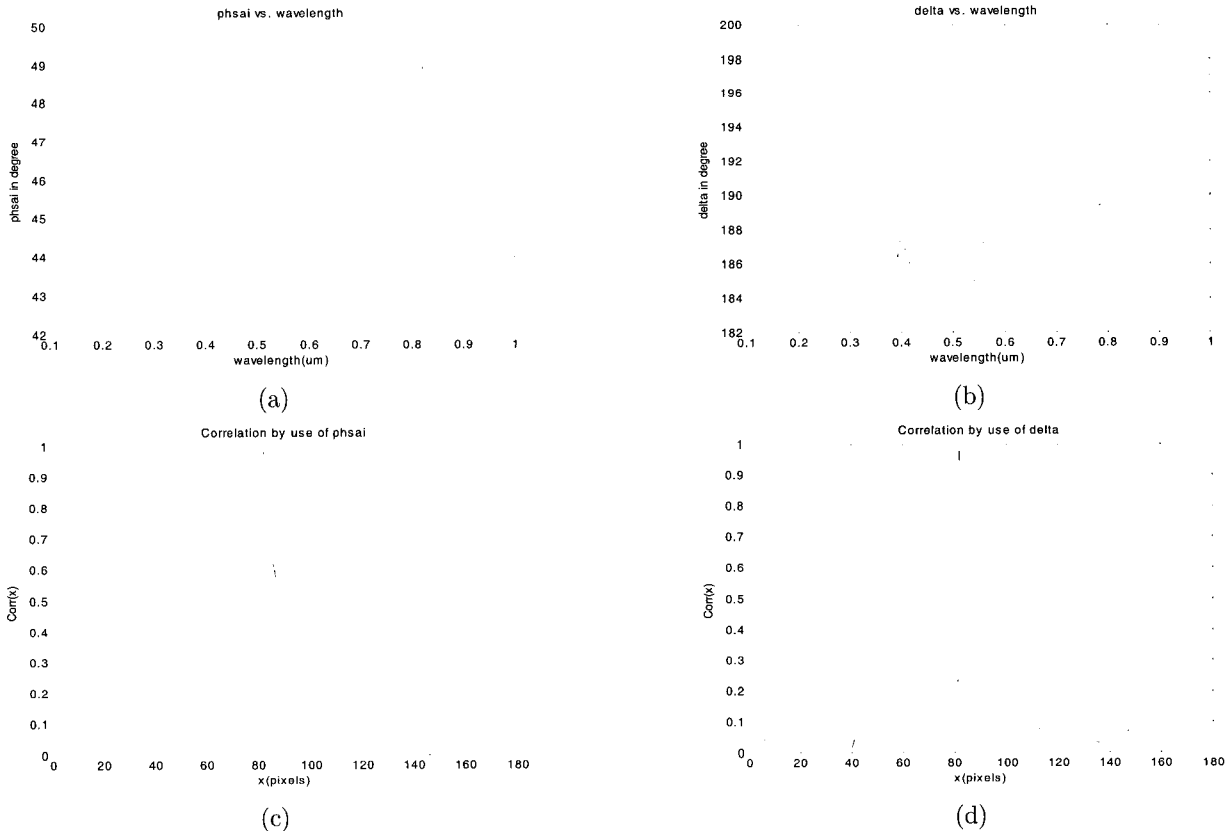 phsai vs. wavelength
50
49
48
47
46
45
44
43
42
phsai in degree
0.1 0.2 0.3 0.4 0.5 0.6 0.7 0.8 0.9 1
wavelength(um)
(a)
delta vs. wavelength
200
198
196
194
192
190
188
186
184
182
delta in degree
0.1 0.2 0.3 0.4 0.5 0.6 0.7 0.8 0.9 1
wavelength(um)
(b)
Correlation by use of phsai
1
0.9
0.8
0.7
0.6
0.5
0.4
0.3
0.2
0.1
0
Corr(x)
0 20 40 60 80 100 120 140 160 180
x(pixels)
(c)
Correlation by use of delta
1
0.9
0.8
0.7
0.6
0.5
0.4
0.3
0.2
0.1
0
Corr(x)
0 20 40 60 80 100 120 140 160 180
x(pixels)
(d)